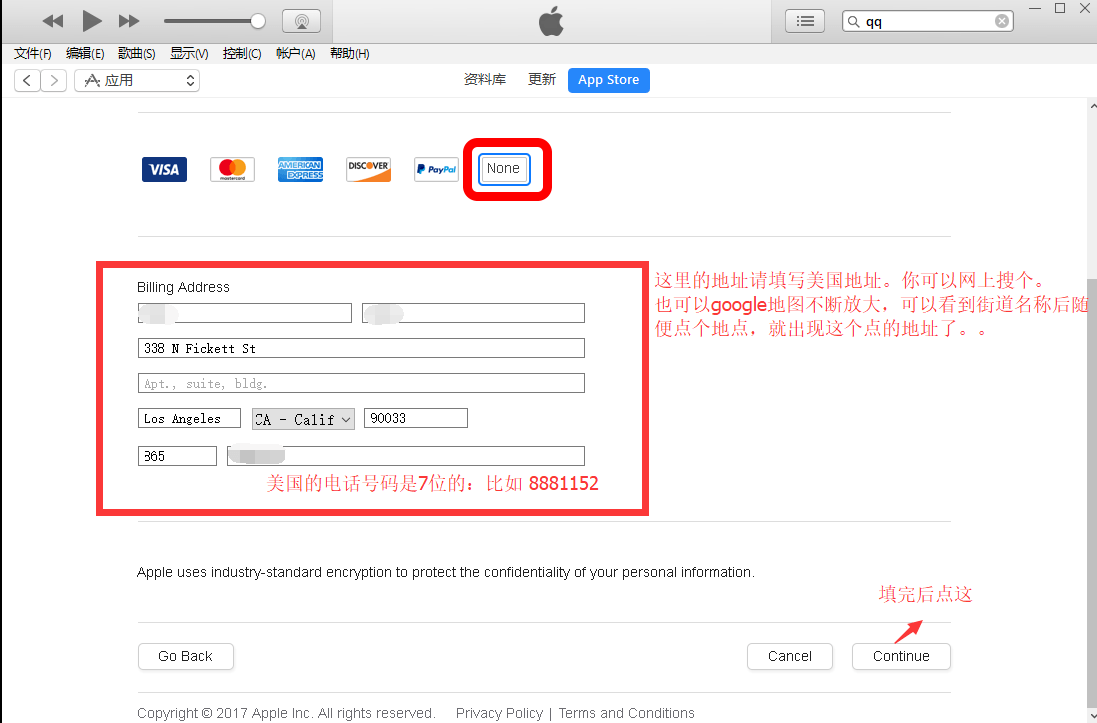 qq
文件(F) 编辑(E) 歌曲(S) 显示(V) 控制(C) 帐户(A) 帮助(H)
应用 资料库 更新 App Store
VISA mastercard AMERICAN EXPRESS DISCOVER PayPal None
Billing Address
这里的地址请填写美国地址。你可以网上搜个。
也可以google地图不断放大，可以看到街道名称后随
便点个地点，就出现这个点的地址了。。
338 N Fickett St
Apt., suite, bldg.
Los Angeles CA - Calif 90033
865
美国的电话号码是7位的：比如 8881152
Apple uses industry-standard encryption to protect the confidentiality of your personal information.
填完后点这
Go Back Cancel Continue
Copyright © 2017 Apple Inc. All rights reserved. Privacy Policy | Terms and Conditions